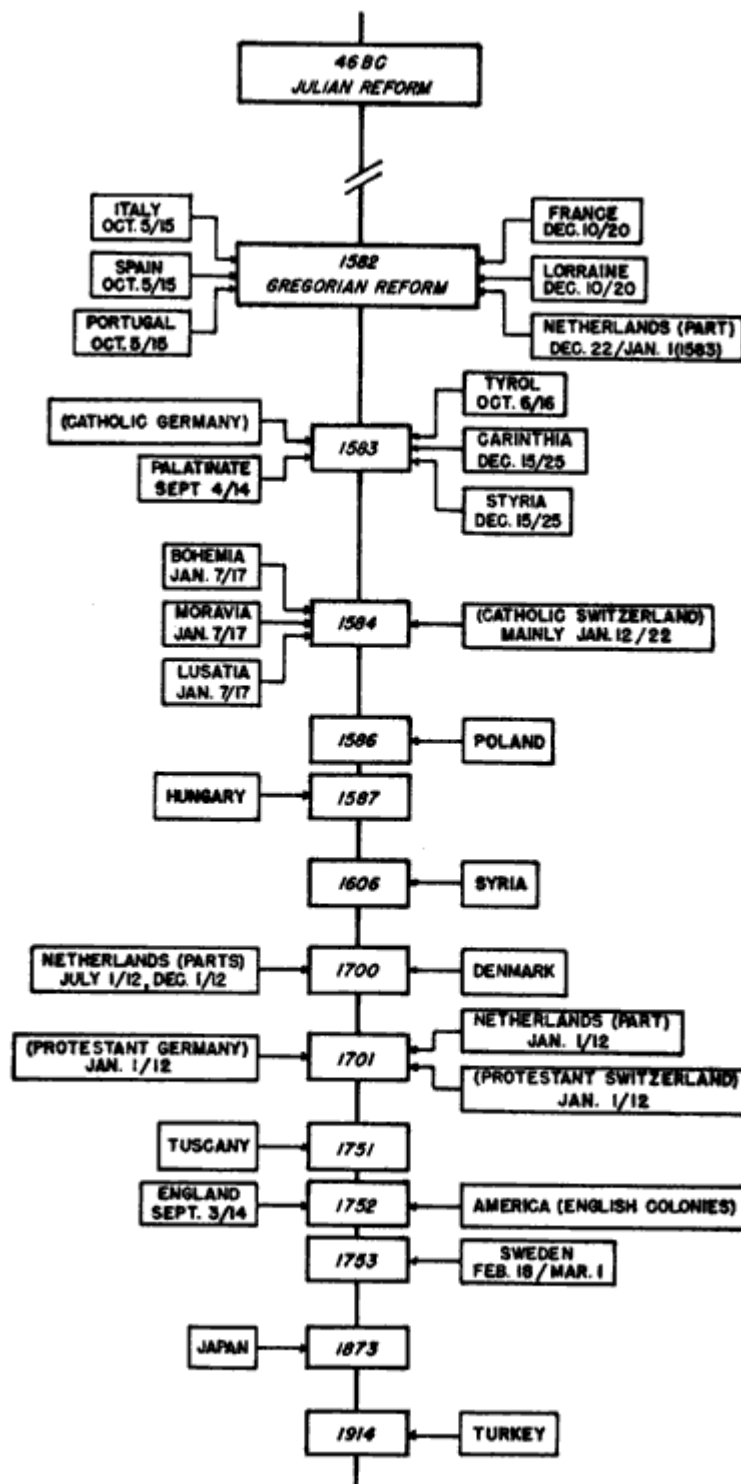 46 BC
JULIAN REFORM
ITALY
OCT. 5/15
SPAIN
OCT. 5/15
PORTUGAL
OCT. 5/15
1582
GREGORIAN REFORM
FRANCE
DEC. 10/20
LORRAINE
DEC. 10/20
NETHERLANDS (PART)
DEC. 22/JAN. 1(1583)
(CATHOLIC GERMANY)
PALATINATE
SEPT 4/14
1583
TYROL
OCT. 6/16
CARINTHIA
DEC. 15/25
STYRIA
DEC. 15/25
BOHEMIA
JAN. 7/17
MORAVIA
JAN. 7/17
LUSATIA
JAN. 7/17
1584
(CATHOLIC SWITZERLAND)
MAINLY JAN. 12/22
1586
POLAND
HUNGARY
1587
1606
SYRIA
NETHERLANDS (PARTS)
JULY 1/12, DEC. 1/12
1700
DENMARK
(PROTESTANT GERMANY)
JAN. 1/12
1701
NETHERLANDS (PART)
JAN. 1/12
(PROTESTANT SWITZERLAND)
JAN. 1/12
TUSCANY
1751
ENGLAND
SEPT. 3/14
1752
AMERICA (ENGLISH COLONIES)
1753
SWEDEN
FEB. 18/MAR. 1
JAPAN
1873
1914
TURKEY